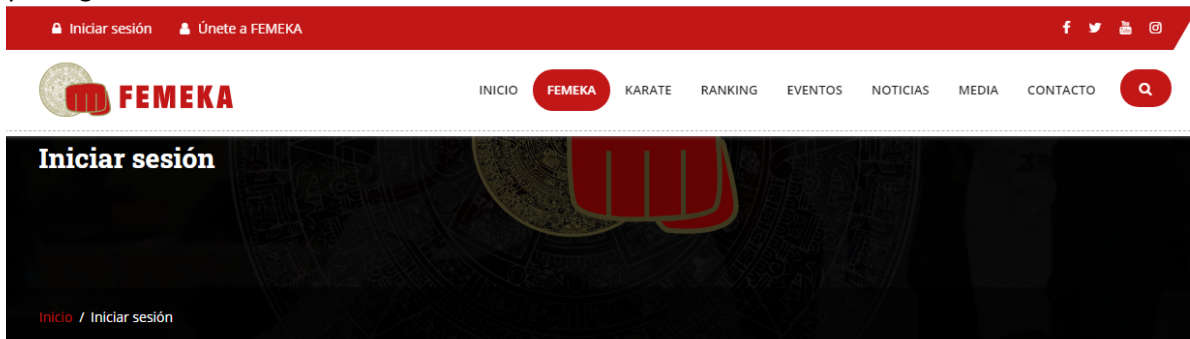 Iniciar sesión Únete a FEMEKA
FEMEKA INICIO FEMEKA KARATE RANKING EVENTOS NOTICIAS MEDIA CONTACTO
Iniciar sesión
Inicio / Iniciar sesión